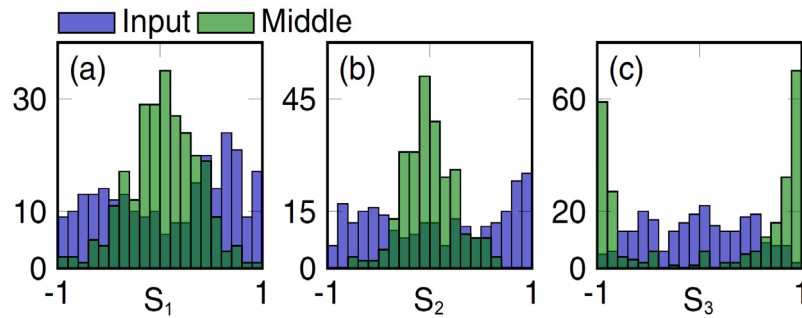 Input Middle
(a) (b) (c)
30 45 60
10 15 20
0 0 0
-1 S1 1 -1 S2 1 -1 S3 1